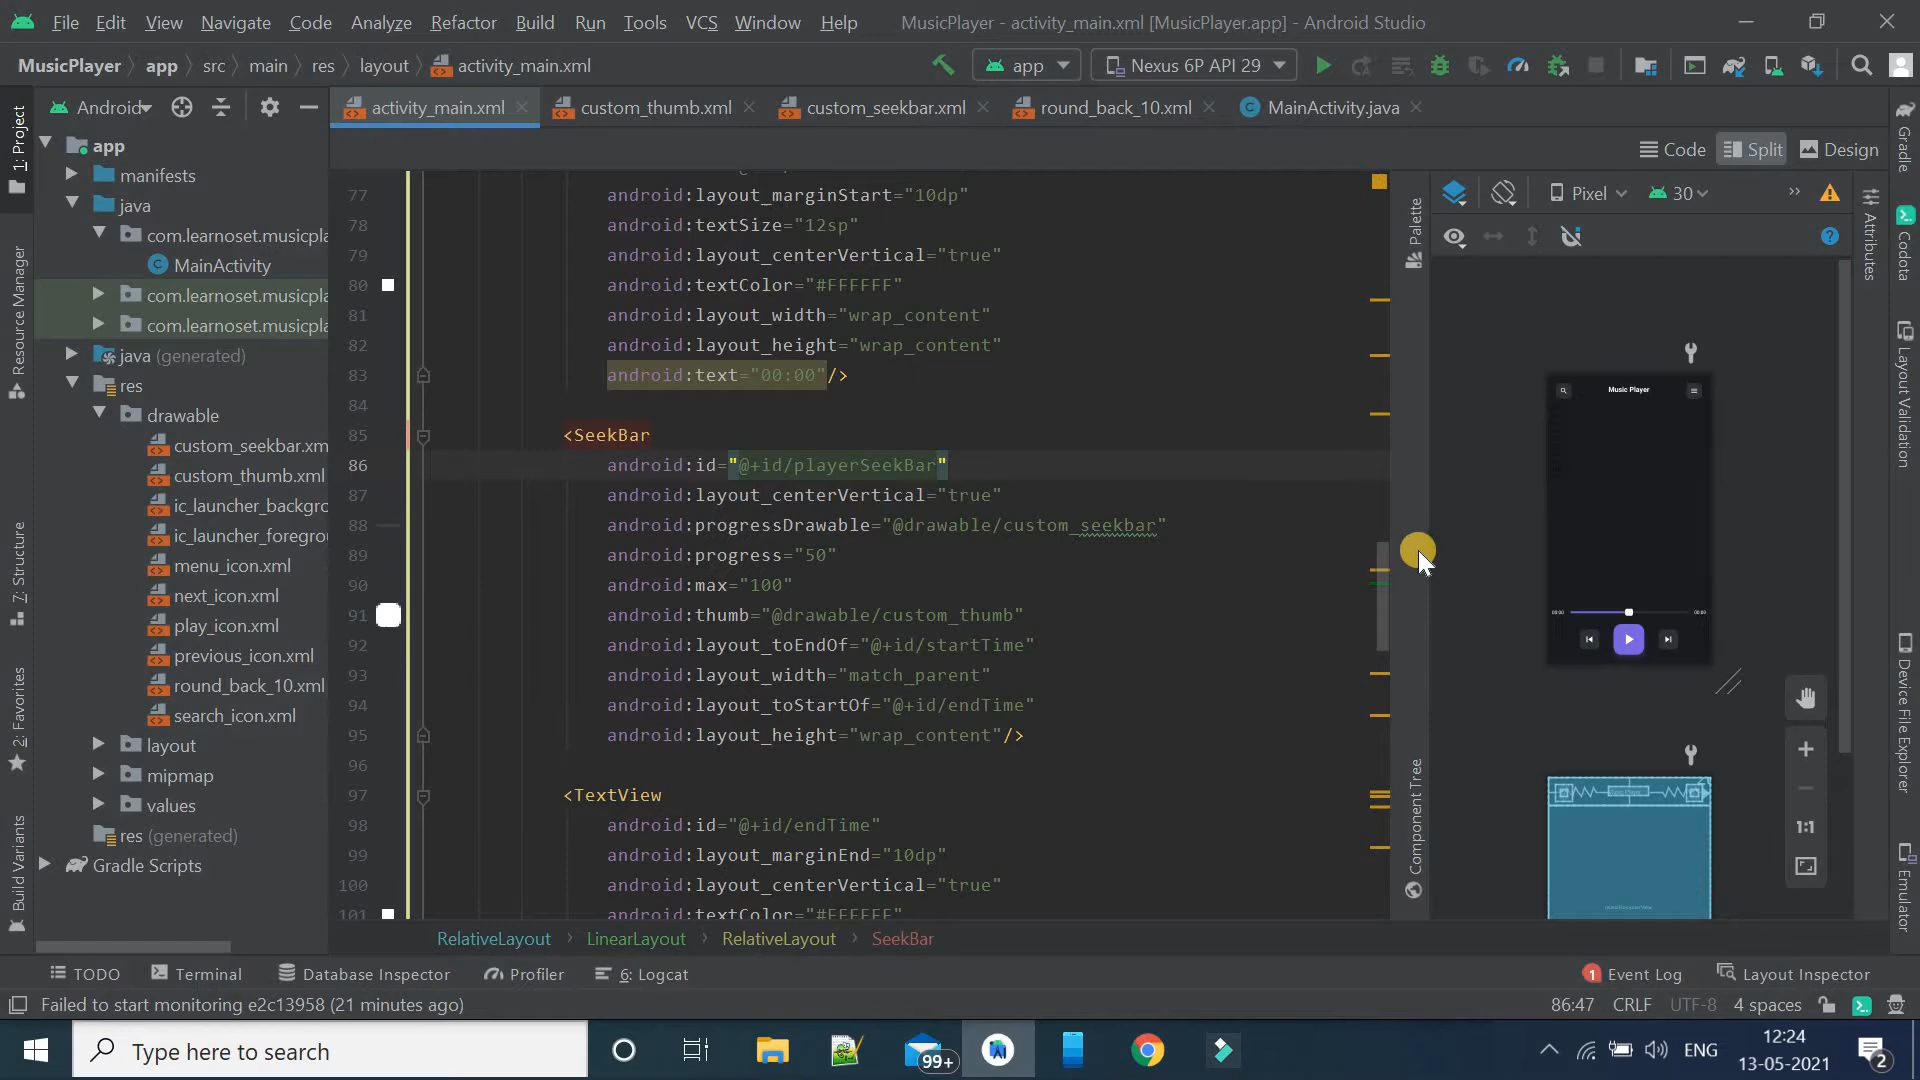 File Edit View Navigate Code Analyze Refactor Build Run Tools VCS Window Help MusicPlayer - activity_main.xml [MusicPlayer.app] - Android Studio
MusicPlayer app src main res layout activity_main.xml app Nexus 6P API 29
Android
activity_main.xml custom_thumb.xml custom_seekbar.xml round_back_10.xml MainActivity.java
Code Split Design
1: Project
Resource Manager
7: Structure
2: Favorites
Build Variants
app
manifests
java
com.learnoset.musicpla
MainActivity
com.learnoset.musicpla
com.learnoset.musicpla
java (generated)
res
drawable
custom_seekbar.xm
custom_thumb.xml
ic_launcher_backgro
ic_launcher_foregrou
menu_icon.xml
next_icon.xml
play_icon.xml
previous_icon.xml
round_back_10.xml
search_icon.xml
layout
mipmap
values
res (generated)
Gradle Scripts
77 android:layout_marginStart="10dp"
78 android:textSize="12sp"
79 android:layout_centerVertical="true"
80 android:textColor="#FFFFFF"
81 android:layout_width="wrap_content"
82 android:layout_height="wrap_content"
83 android:text="00:00"/>
84
85 <SeekBar
86 android:id="@+id/playerSeekBar"
87 android:layout_centerVertical="true"
88 android:progressDrawable="@drawable/custom_seekbar"
89 android:progress="50"
90 android:max="100"
91 android:thumb="@drawable/custom_thumb"
92 android:layout_toEndOf="@+id/startTime"
93 android:layout_width="match_parent"
94 android:layout_toStartOf="@+id/endTime"
95 android:layout_height="wrap_content"/>
96
97 <TextView
98 android:id="@+id/endTime"
99 android:layout_marginEnd="10dp"
100 android:layout_centerVertical="true"
101 android:textColor="#FFFFFF"
RelativeLayout LinearLayout RelativeLayout SeekBar
Palette
Component Tree
Pixel 30 »
?
Music Player
00:00 00:00
1:1
Attributes
Gradle
Codota
Layout Validation
Device File Explorer
Emulator
TODO Terminal Database Inspector Profiler 6: Logcat 1 Event Log Layout Inspector
Failed to start monitoring e2c13958 (21 minutes ago) 86:47 CRLF UTF-8 4 spaces
Type here to search 99+ ENG
12:24
13-05-2021
2